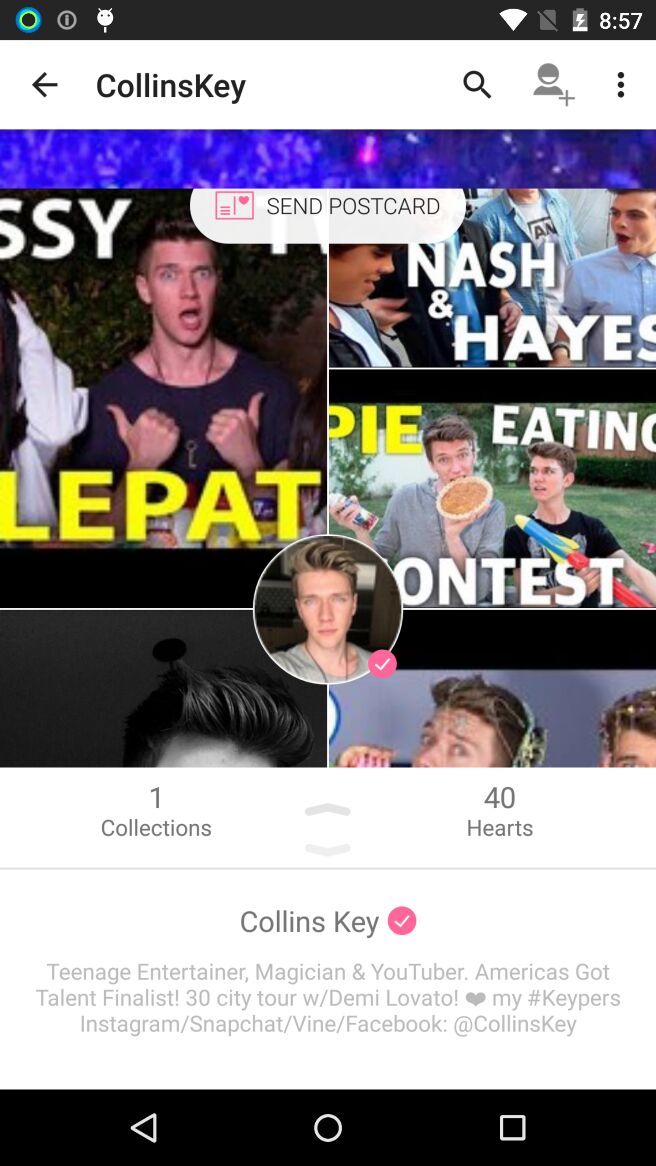 8:57
CollinsKey
SEND POSTCARD
SSY
NASH
&
HAYES
PIE EATING
LEPAT
ONTEST
1
Collections
40
Hearts
Collins Key
Teenage Entertainer, Magician & YouTuber. Americas Got
Talent Finalist! 30 city tour w/Demi Lovato! ❤ my #Keypers
Instagram/Snapchat/Vine/Facebook: @CollinsKey